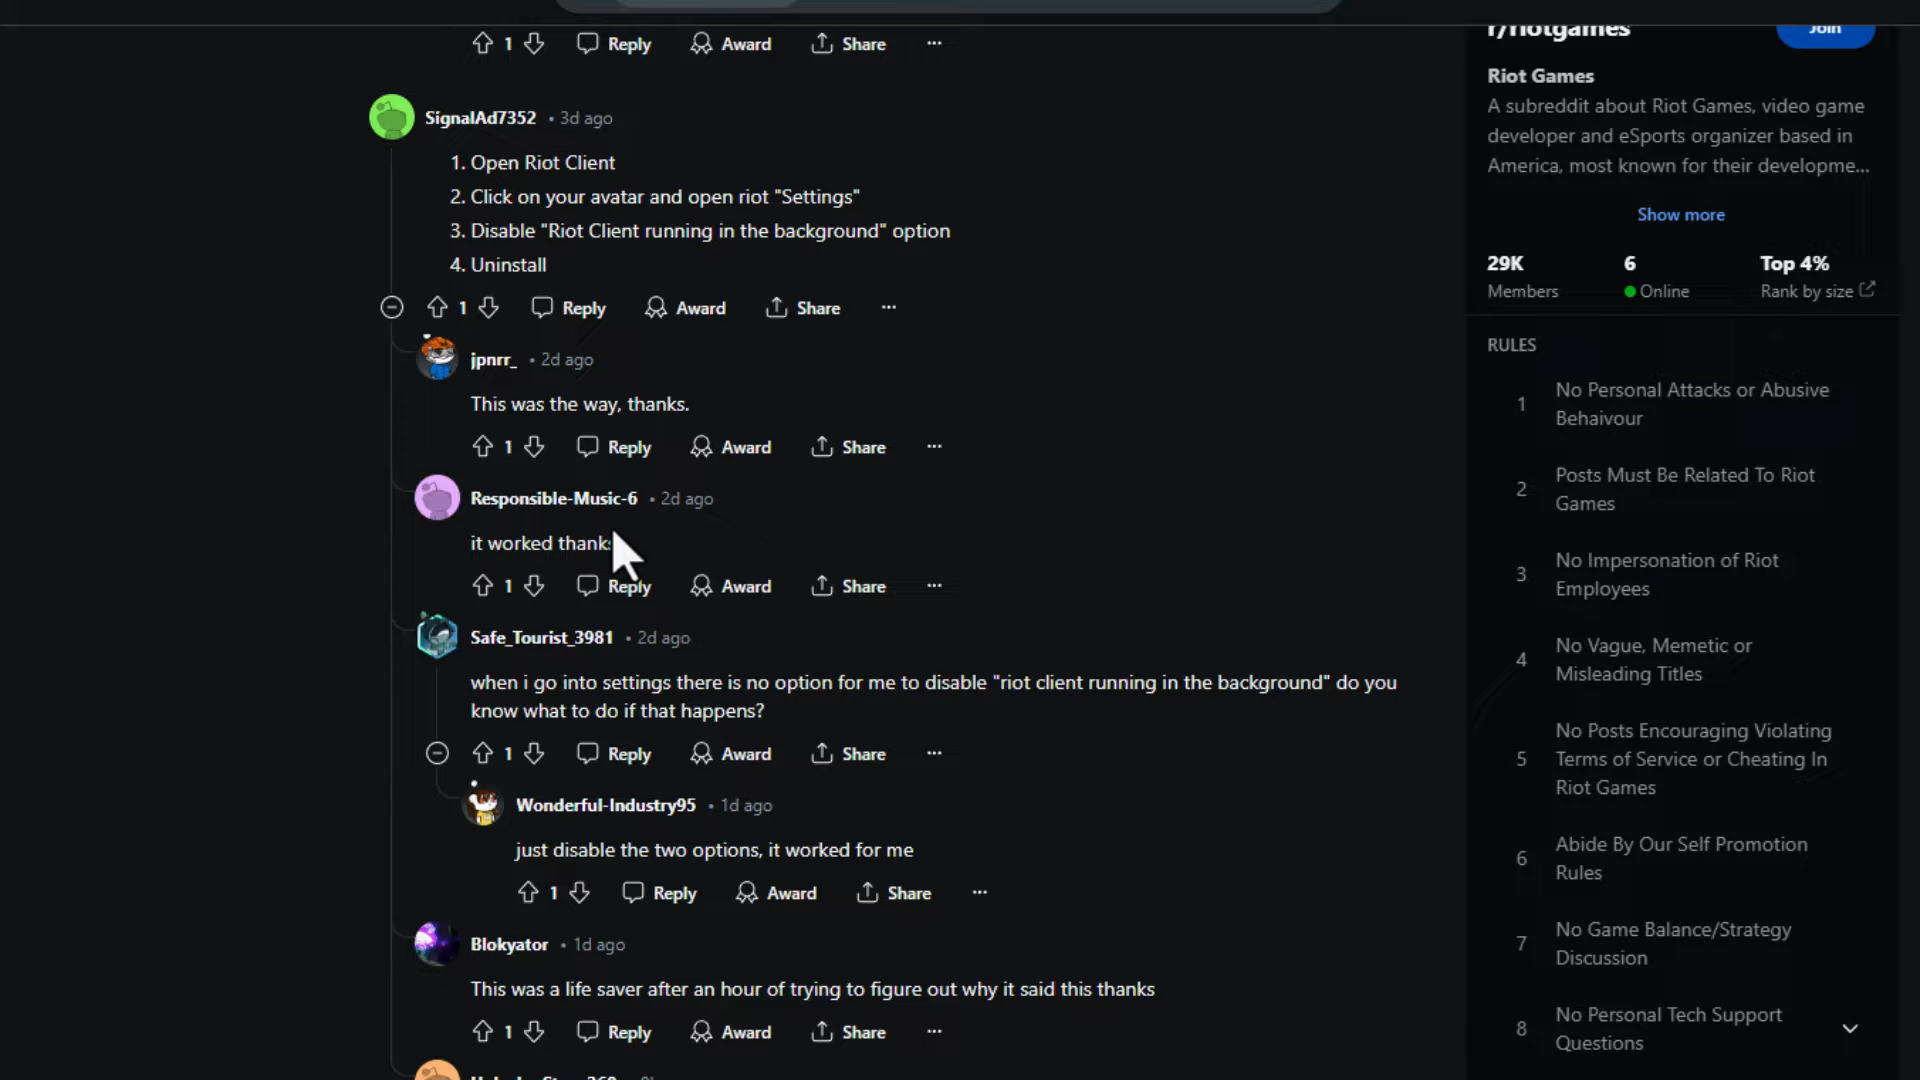 1 Reply Award Share
SignalAd7352 • 3d ago
1. Open Riot Client
2. Click on your avatar and open riot "Settings"
3. Disable "Riot Client running in the background" option
4. Uninstall
1 Reply Award Share
jpnrr_ • 2d ago
This was the way, thanks.
1 Reply Award Share
Responsible-Music-6 • 2d ago
it worked thanks
1 Reply Award Share
Safe_Tourist_3981 • 2d ago
when i go into settings there is no option for me to disable "riot client running in the background" do you
know what to do if that happens?
1 Reply Award Share
Wonderful-Industry95 • 1d ago
just disable the two options, it worked for me
1 Reply Award Share
Blokyator • 1d ago
This was a life saver after an hour of trying to figure out why it said this thanks
1 Reply Award Share
r/riotgames Join
Riot Games
A subreddit about Riot Games, video game
developer and eSports organizer based in
America, most known for their developme...
Show more
29K 6 Top 4%
Members Online Rank by size
RULES
1 No Personal Attacks or Abusive
Behaivour
2 Posts Must Be Related To Riot
Games
3 No Impersonation of Riot
Employees
4 No Vague, Memetic or
Misleading Titles
5 No Posts Encouraging Violating
Terms of Service or Cheating In
Riot Games
6 Abide By Our Self Promotion
Rules
7 No Game Balance/Strategy
Discussion
8 No Personal Tech Support
Questions